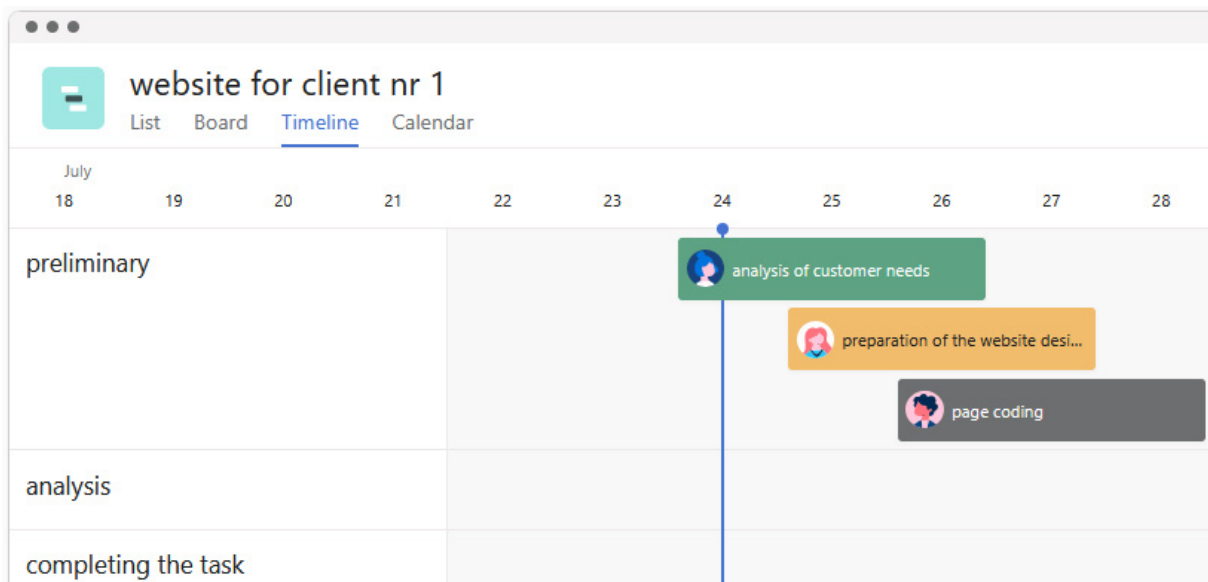 website for client nr 1
List Board Timeline Calendar
July
18 19 20 21 22 23 24 25 26 27 28
preliminary
analysis of customer needs
preparation of the website desi...
page coding
analysis
completing the task